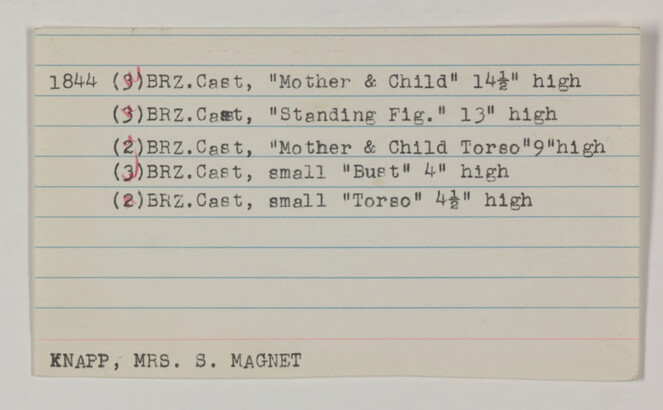 1844 (3)BRZ.Cast, "Mother & Child" 14½" high
(3)BRZ.Cast, "Standing Fig." 13" high
(2)BRZ.Cast, "Mother & Child Torso"9"high
(3)BRZ.Cast, small "Bust" 4" high
(2)BRZ.Cast, small "Torso" 4½" high
KNAPP, MRS. S. MAGNET